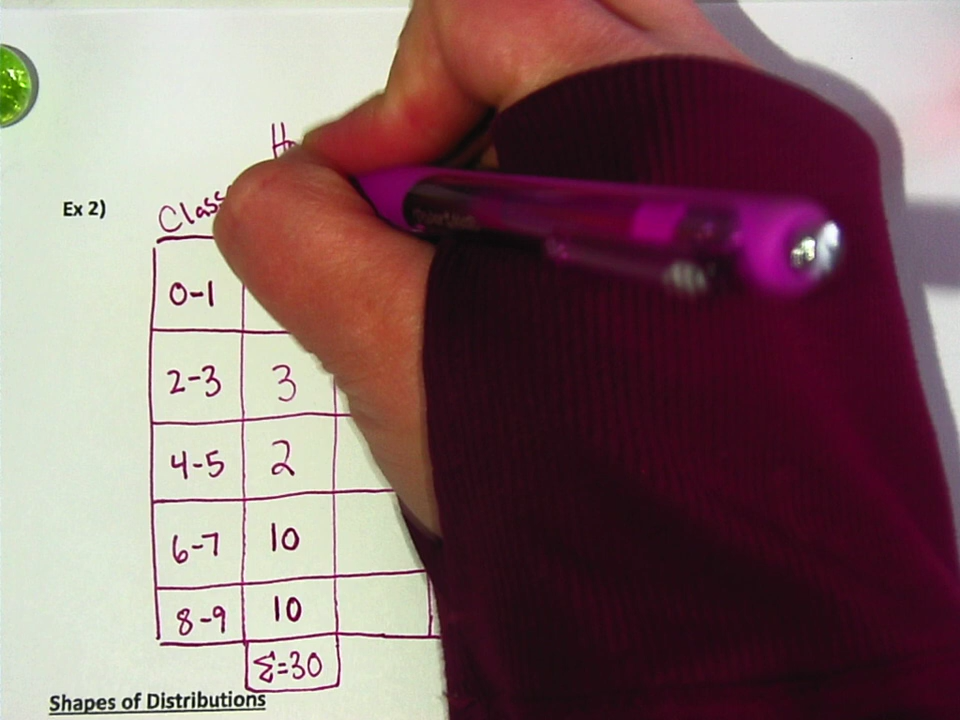 Ex 2)
Class
0-1
2-3 3
4-5 2
6-7 10
8-9 10
Σ=30
Shapes of Distributions